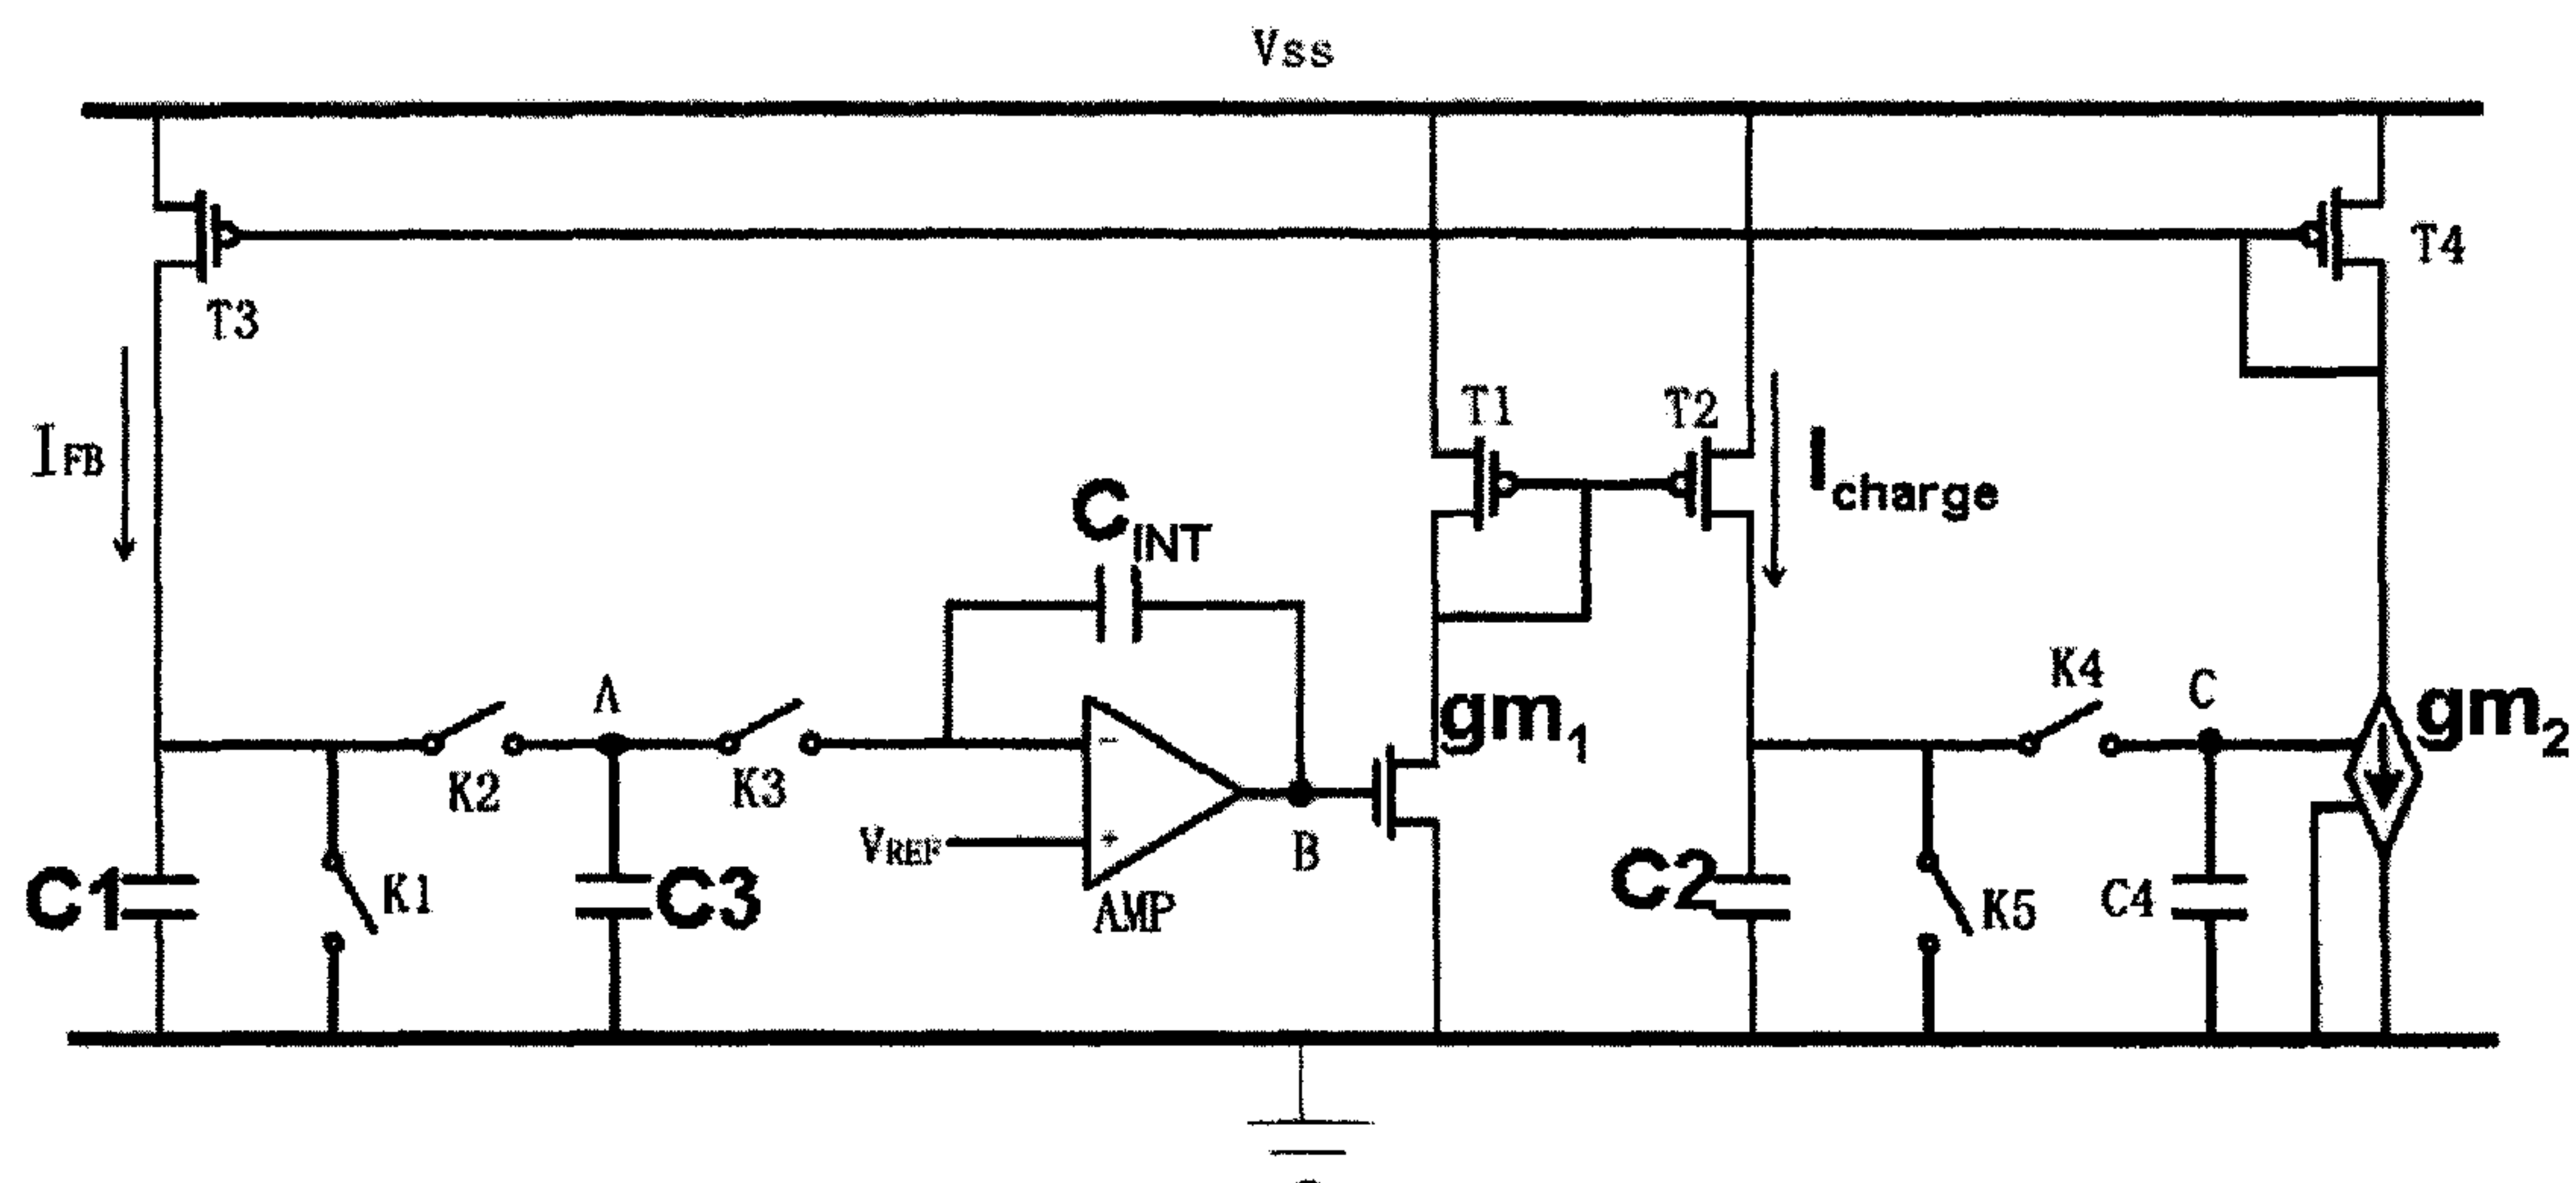 Vss
T3
T4
IFB
T1
T2
Icharge
CINT
A
K2
K3
VREF
-
+
AMP
B
gm1
K4
C
gm2
C1
K1
C3
C2
K5
C4